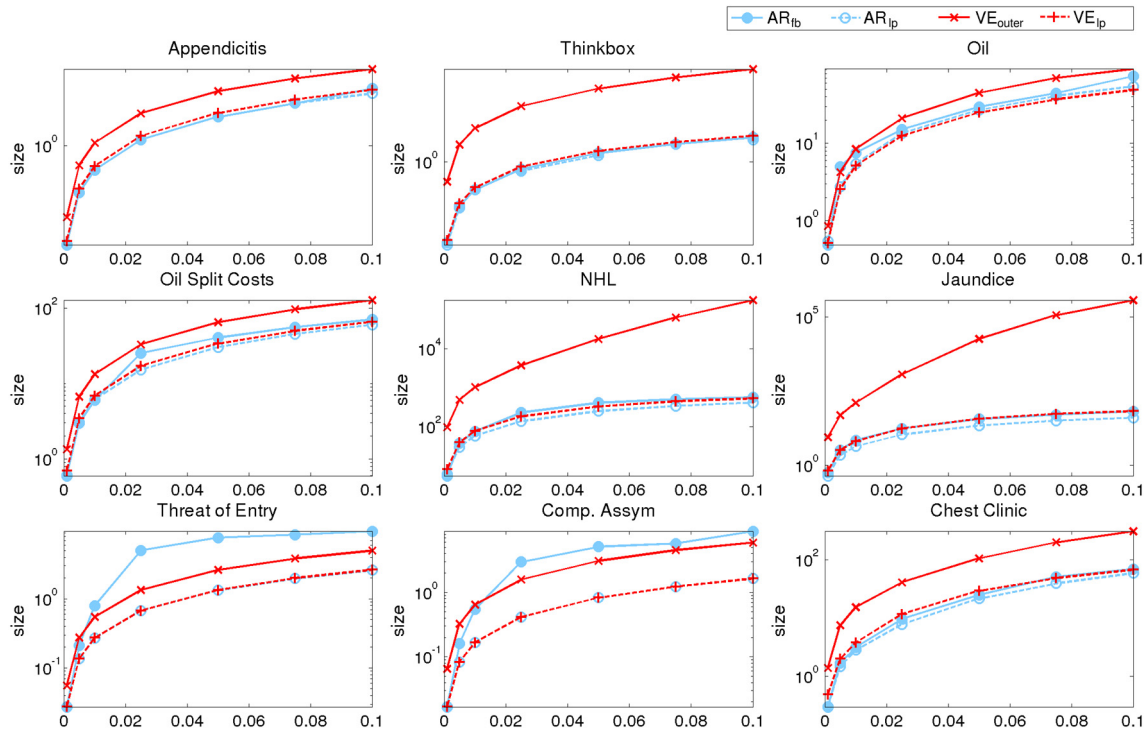 AR_fb AR_lp VE_outer VE_lp
Appendicitis Thinkbox Oil
size 10^0
size 10^0
size 10^1 10^0
0 0.02 0.04 0.06 0.08 0.1
0 0.02 0.04 0.06 0.08 0.1
0 0.02 0.04 0.06 0.08 0.1
Oil Split Costs NHL Jaundice
size 10^2 10^0
size 10^4 10^2
size 10^5 10^0
0 0.02 0.04 0.06 0.08 0.1
0 0.02 0.04 0.06 0.08 0.1
0 0.02 0.04 0.06 0.08 0.1
Threat of Entry Comp. Assym Chest Clinic
size 10^0 10^-1
size 10^0 10^-1
size 10^2 10^0
0 0.02 0.04 0.06 0.08 0.1
0 0.02 0.04 0.06 0.08 0.1
0 0.02 0.04 0.06 0.08 0.1